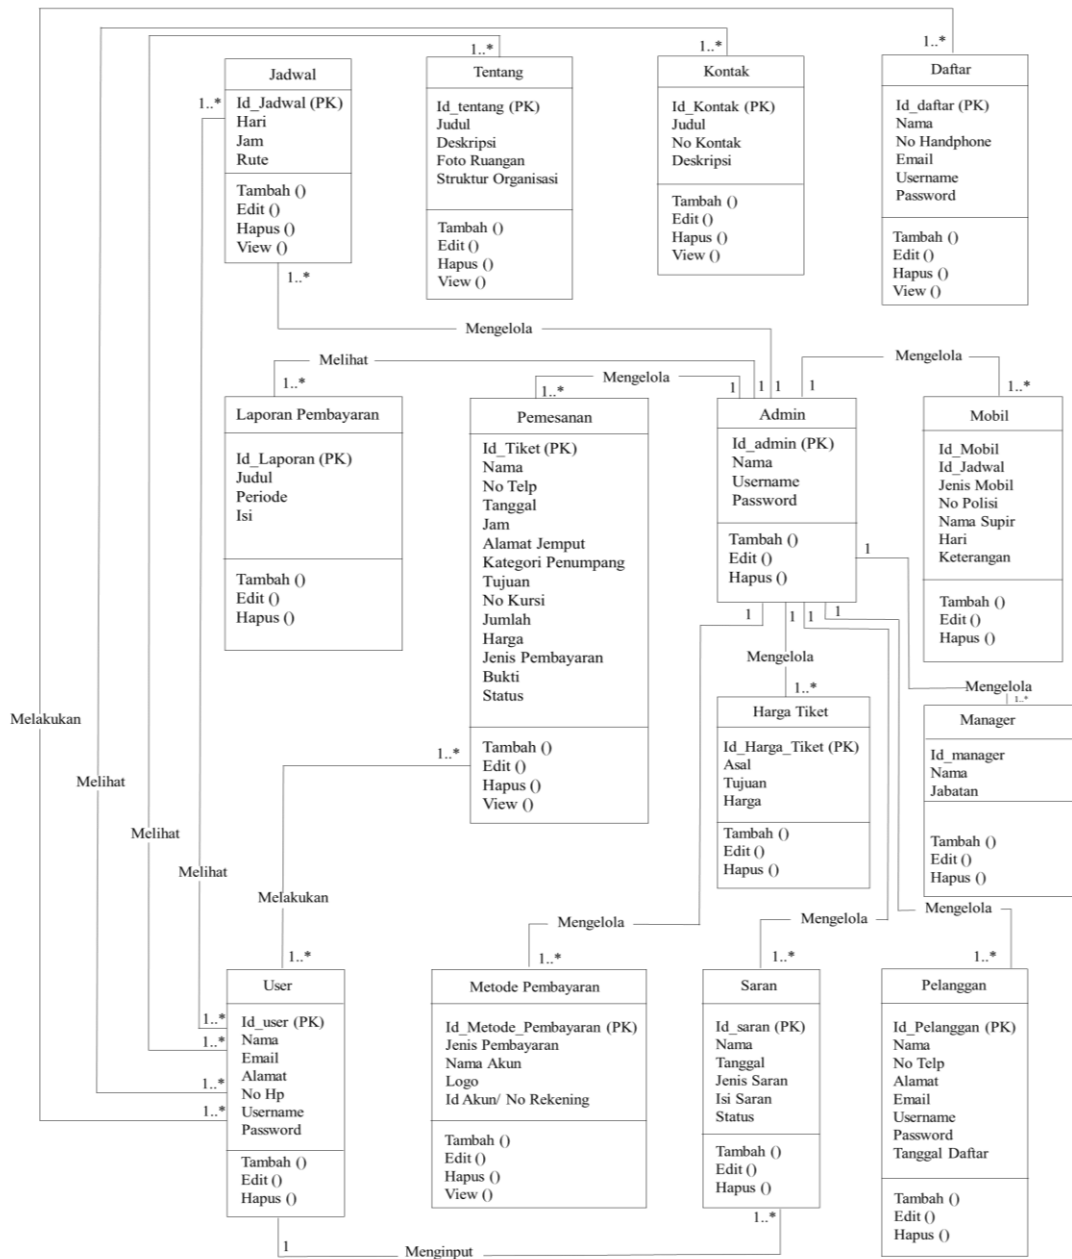 1..*
1..*
1..*
Jadwal
Id_Jadwal (PK)
Hari
Jam
Rute
Tambah ()
Edit ()
Hapus ()
View ()
1..*
1..*
Tentang
Id_tentang (PK)
Judul
Deskripsi
Foto Ruangan
Struktur Organisasi
Tambah ()
Edit ()
Hapus ()
View ()
Kontak
Id_Kontak (PK)
Judul
No Kontak
Deskripsi
Tambah ()
Edit ()
Hapus ()
View ()
Daftar
Id_daftar (PK)
Nama
No Handphone
Email
Username
Password
Tambah ()
Edit ()
Hapus ()
View ()
Mengelola
Melihat
Mengelola
Mengelola
1..*
1..*
1
1
1
1
1..*
Laporan Pembayaran
Id_Laporan (PK)
Judul
Periode
Isi
Tambah ()
Edit ()
Hapus ()
Pemesanan
Id_Tiket (PK)
Nama
No Telp
Tanggal
Jam
Alamat Jemput
Kategori Penumpang
Tujuan
No Kursi
Jumlah
Harga
Jenis Pembayaran
Bukti
Status
Tambah ()
Edit ()
Hapus ()
View ()
Admin
Id_admin (PK)
Nama
Username
Password
Tambah ()
Edit ()
Hapus ()
Mobil
Id_Mobil
Id_Jadwal
Jenis Mobil
No Polisi
Nama Supir
Hari
Keterangan
Tambah ()
Edit ()
Hapus ()
1
1
1
1
1
Mengelola
1..*
Harga Tiket
Id_Harga_Tiket (PK)
Asal
Tujuan
Harga
Tambah ()
Edit ()
Hapus ()
Mengelola
1..*
Manager
Id_manager
Nama
Jabatan
Tambah ()
Edit ()
Hapus ()
Melakukan
Melihat
Melihat
Melihat
1..*
Melakukan
1..*
Mengelola
1..*
Mengelola
1..*
Mengelola
1..*
1..*
1..*
1..*
1..*
User
Id_user (PK)
Nama
Email
Alamat
No Hp
Username
Password
Tambah ()
Edit ()
Hapus ()
Metode Pembayaran
Id_Metode_Pembayaran (PK)
Jenis Pembayaran
Nama Akun
Logo
Id Akun/ No Rekening
Tambah ()
Edit ()
Hapus ()
View ()
Saran
Id_saran (PK)
Nama
Tanggal
Jenis Saran
Isi Saran
Status
Tambah ()
Edit ()
Hapus ()
Pelanggan
Id_Pelanggan (PK)
Nama
No Telp
Alamat
Email
Username
Password
Tanggal Daftar
Tambah ()
Edit ()
Hapus ()
1
Menginput
1..*